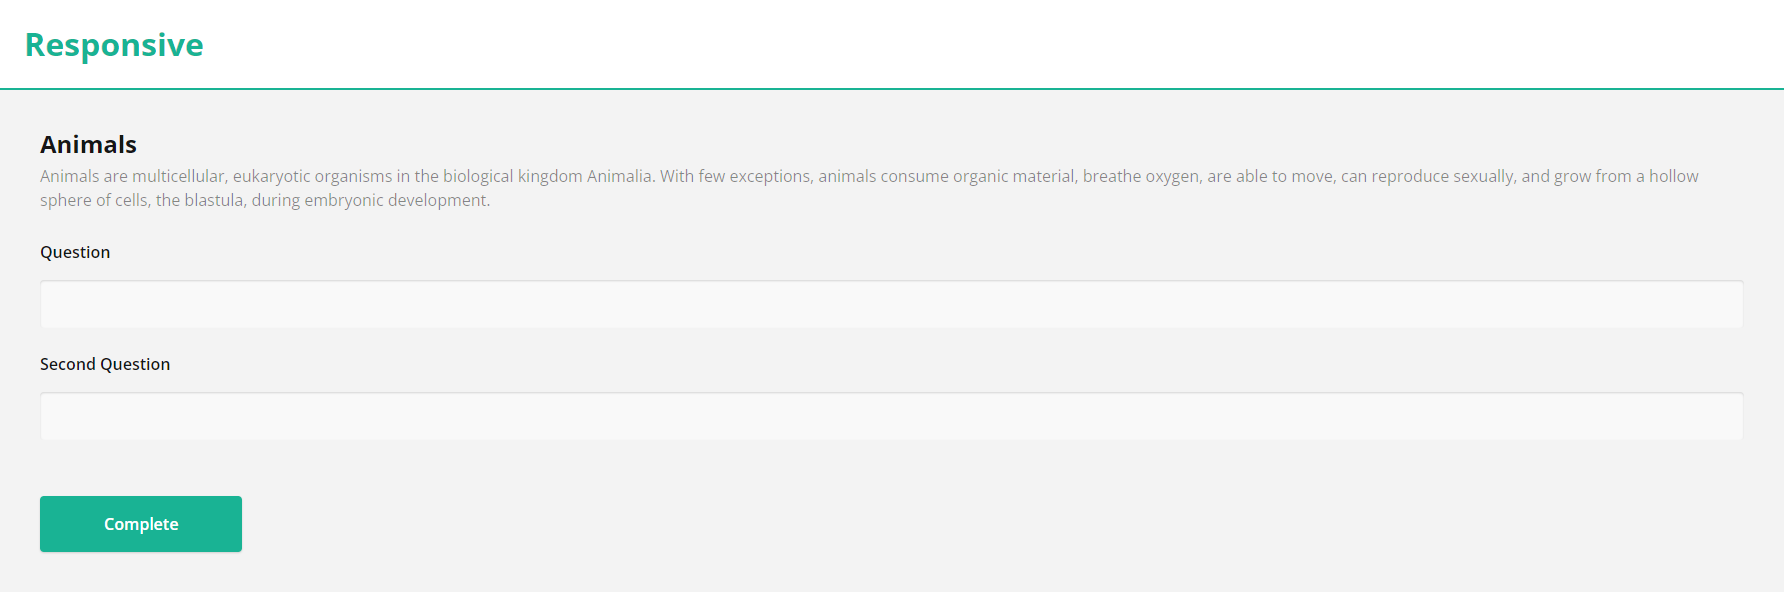 Responsive
Animals
Animals are multicellular, eukaryotic organisms in the biological kingdom Animalia. With few exceptions, animals consume organic material, breathe oxygen, are able to move, can reproduce sexually, and grow from a hollow
sphere of cells, the blastula, during embryonic development.
Question
Second Question
Complete